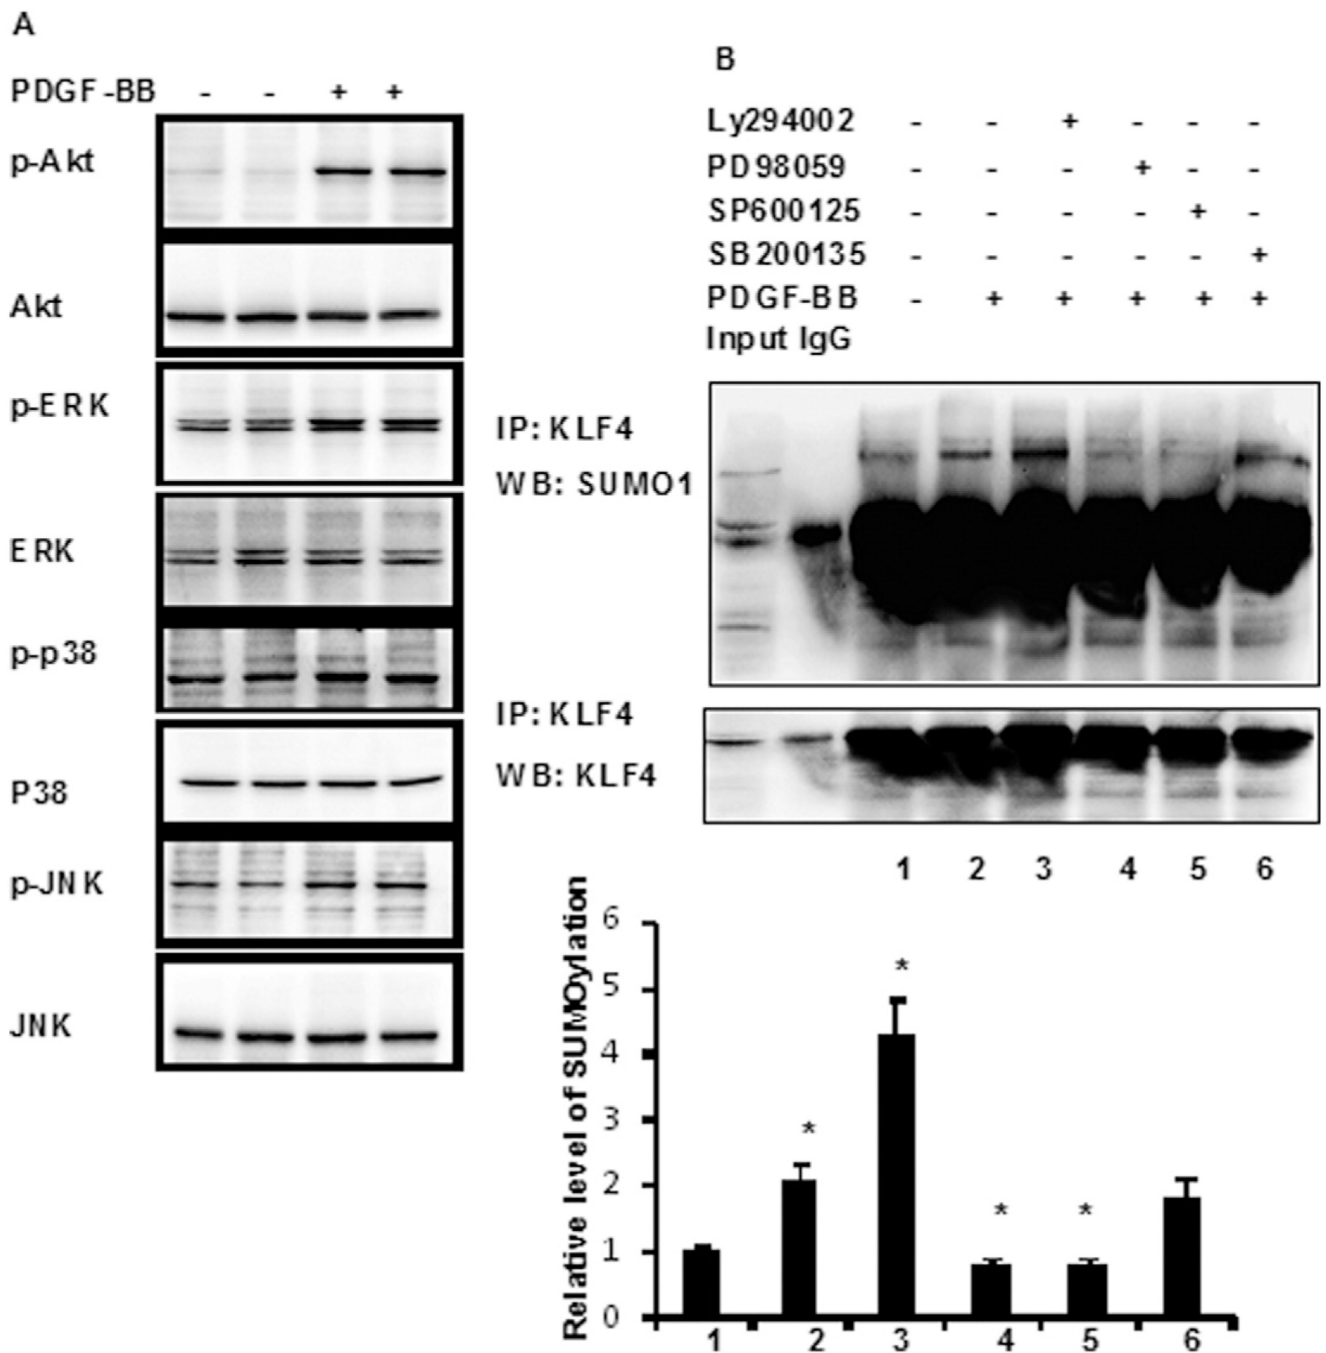 A
PDGF-BB - - + +
p-Akt
Akt
p-ERK
ERK
p-p38
P38
p-JNK
JNK
B
Ly294002 - - + - - -
PD98059 - - - + - -
SP600125 - - - - + -
SB200135 - - - - - +
PDGF-BB - + + + + +
Input IgG
IP: KLF4
WB: SUMO1
IP: KLF4
WB: KLF4
1 2 3 4 5 6
Relative level of SUMOylation
6
5
4
3
2
1
0
* * * *
1 2 3 4 5 6